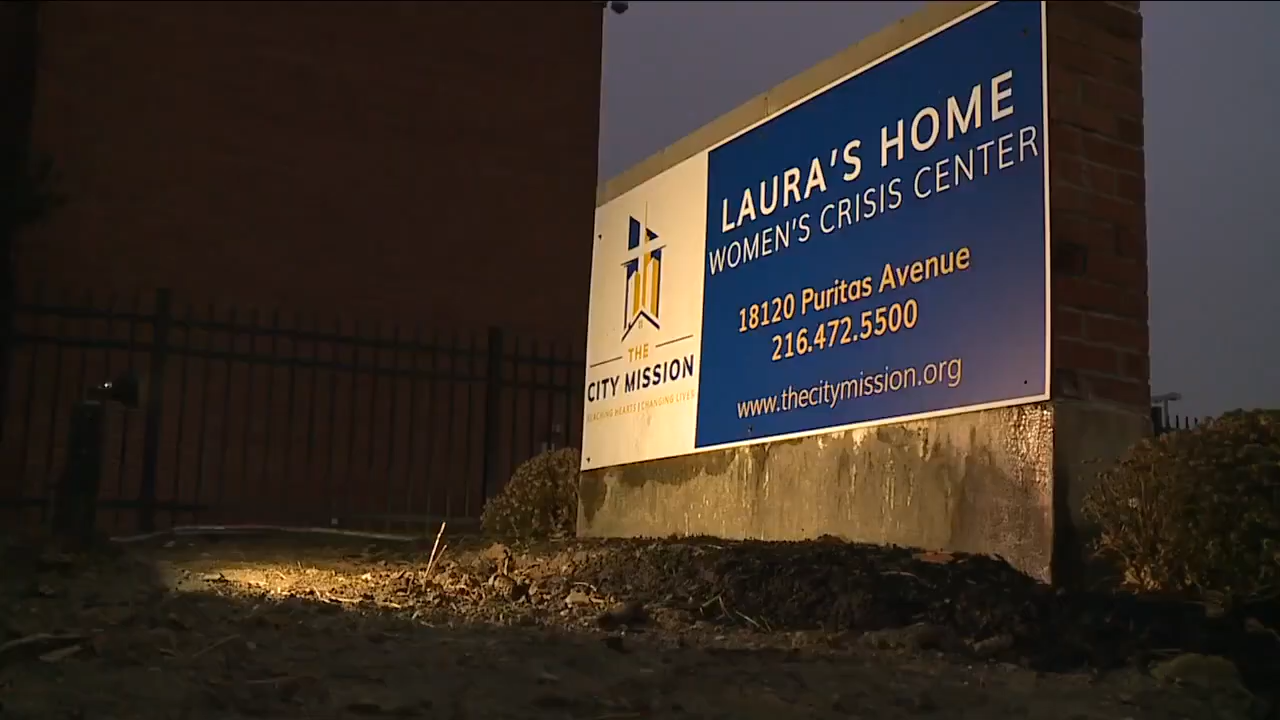 LAURA'S HOME
WOMEN'S CRISIS CENTER
18120 Puritas Avenue
216.472.5500
www.thecitymission.org
THE
CITY MISSION
REACHING HEARTS | CHANGING LIVES